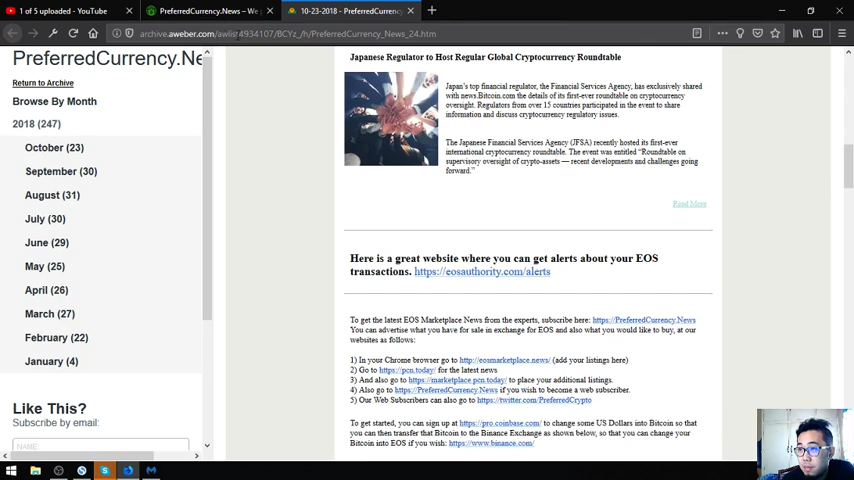 1 of 5 uploaded - YouTube
PreferredCurrency.News – We p
10-23-2018 - PreferredCurrency
archive.aweber.com/awlist4934107/BCYz_/h/PreferredCurrency_News_24.htm
PreferredCurrency.Ne
Return to Archive
Browse By Month
2018 (247)
October (23)
September (30)
August (31)
July (30)
June (29)
May (25)
April (26)
March (27)
February (22)
January (4)
Like This?
Subscribe by email:
NAME:
Japanese Regulator to Host Regular Global Cryptocurrency Roundtable
Japan's top financial regulator, the Financial Services Agency, has exclusively shared
with news.Bitcoin.com the details of its first-ever roundtable on cryptocurrency
oversight. Regulators from over 15 countries participated in the event to share
information and discuss cryptocurrency regulatory issues.
The Japanese Financial Services Agency (JFSA) recently hosted its first-ever
international cryptocurrency roundtable. The event was entitled “Roundtable on
supervisory oversight of crypto-assets — recent developments and challenges going
forward.”
Read More
Here is a great website where you can get alerts about your EOS
transactions. https://eosauthority.com/alerts
To get the latest EOS Marketplace News from the experts, subscribe here: https://PreferredCurrency.News
You can advertise what you have for sale in exchange for EOS and also what you would like to buy, at our
websites as follows:
1) In your Chrome browser go to http://eosmarketplace.news/ (add your listings here)
2) Go to https://pcn.today/ for the latest news
3) And also go to https://marketplace.pcn.today/ to place your additional listings.
4) Also go to https://PreferredCurrency.News if you wish to become a web subscriber.
5) Our Web Subscribers can also go to https://twitter.com/PreferredCrypto
To get started, you can sign up at https://pro.coinbase.com/ to change some US Dollars into Bitcoin so that
you can then transfer that Bitcoin to the Binance Exchange as shown below, so that you can change your
Bitcoin into EOS if you wish: https://www.binance.com/